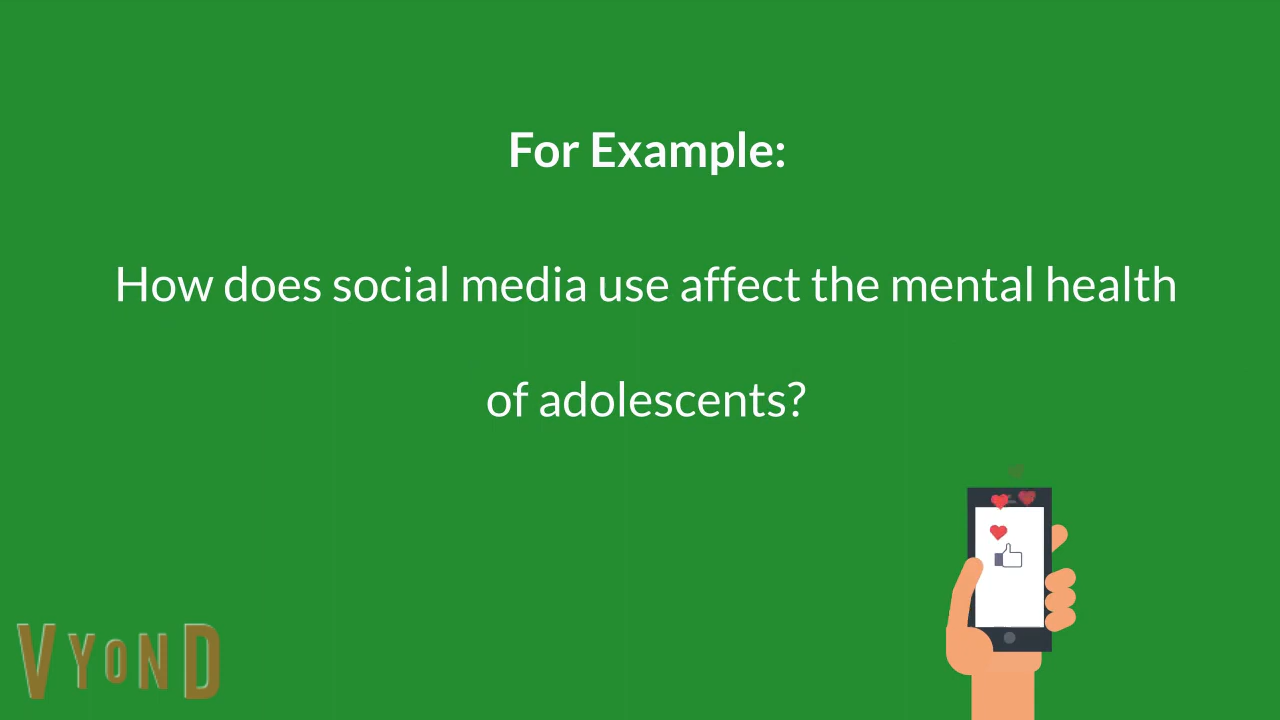 For Example:
How does social media use affect the mental health
of adolescents?
VYOND